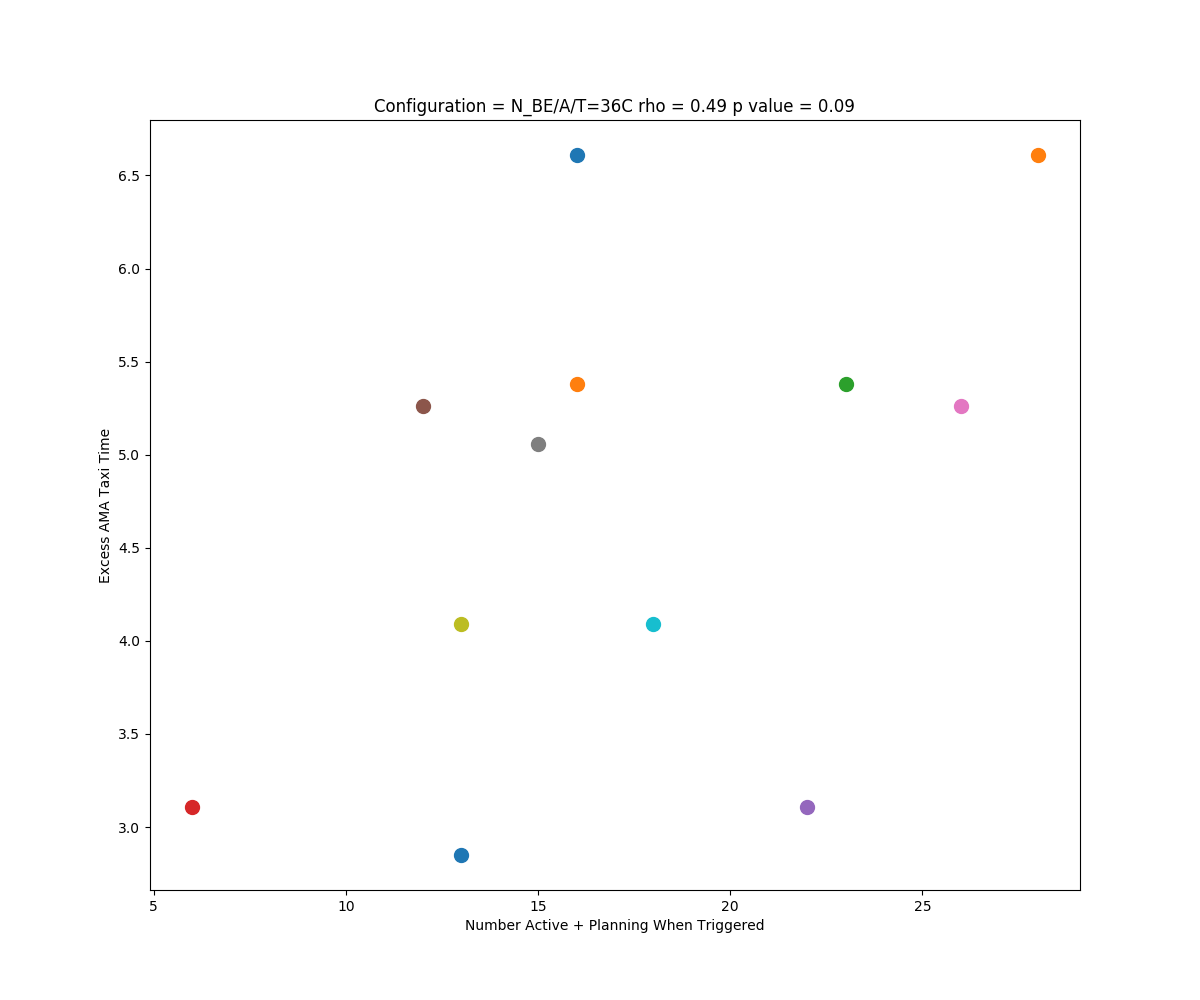 Configuration = N_BE/A/T=36C rho = 0.49 p value = 0.09
6.5
6.0
5.5
5.0
4.5
4.0
3.5
3.0
Excess AMA Taxi Time
5 10 15 20 25
Number Active + Planning When Triggered